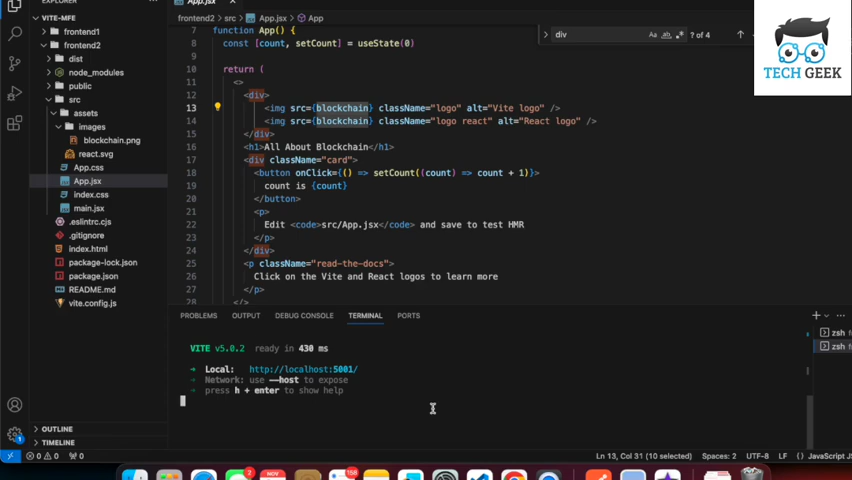 EXPLORER
App.jsx
VITE-MFE
frontend2 > src > App.jsx > App
frontend1
frontend2
dist
node_modules
public
src
assets
images
blockchain.png
react.svg
App.css
App.jsx
index.css
main.jsx
.eslintrc.cjs
.gitignore
index.html
package-lock.json
package.json
README.md
vite.config.js
OUTLINE
TIMELINE
div
Aa
? of 4
TECH GEEK
7 function App() {
8 const [count, setCount] = useState(0)
9
10 return (
11 <>
12 <div>
13 <img src={blockchain} className="logo" alt="Vite logo" />
14 <img src={blockchain} className="logo react" alt="React logo" />
15 </div>
16 <h1>All About Blockchain</h1>
17 <div className="card">
18 <button onClick={() => setCount((count) => count + 1)}>
19 count is {count}
20 </button>
21 <p>
22 Edit <code>src/App.jsx</code> and save to test HMR
23 </p>
24 </div>
25 <p className="read-the-docs">
26 Click on the Vite and React logos to learn more
27 </p>
28 </>
PROBLEMS OUTPUT DEBUG CONSOLE TERMINAL PORTS
VITE v5.0.2 ready in 430 ms
➜ Local: http://localhost:5001/
➜ Network: use --host to expose
➜ press h + enter to show help
zsh
zsh
1
0 0 0
Ln 13, Col 31 (10 selected) Spaces: 2 UTF-8 LF {} JavaScript
2
NOV
158